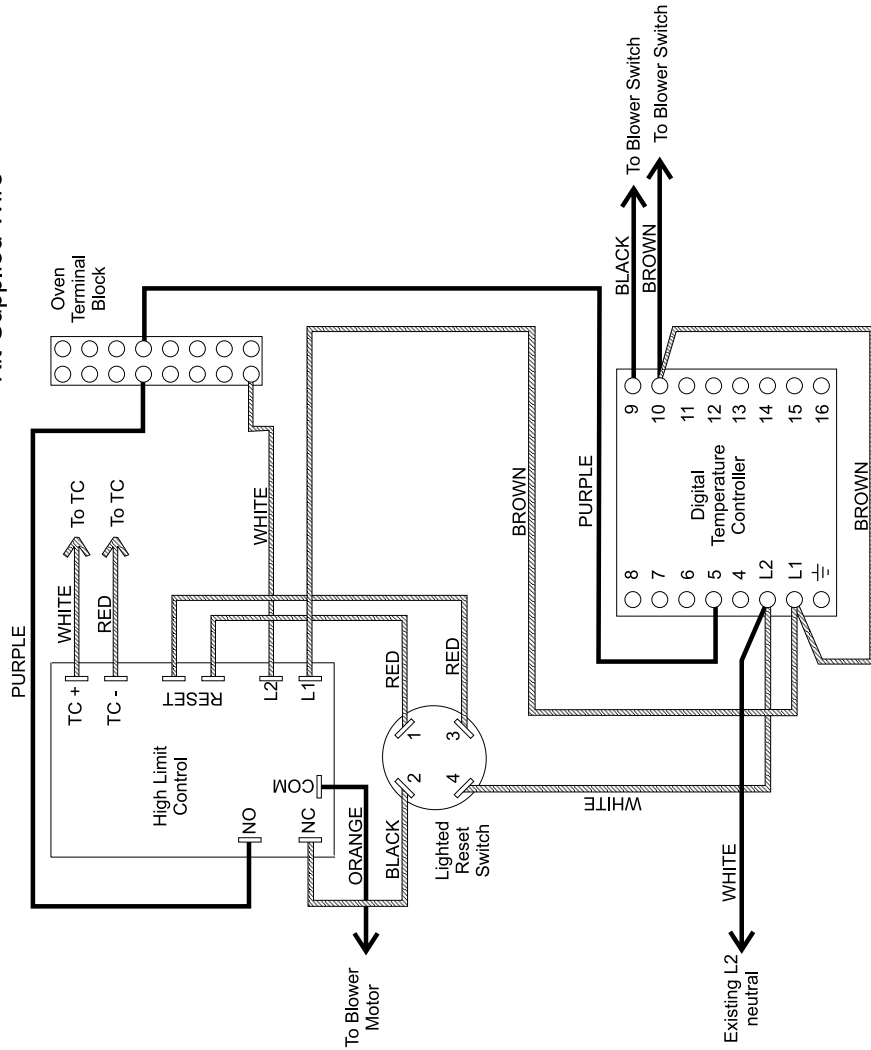 Kit Supplied Wire
Oven
Terminal
Block
PURPLE
WHITE
To TC
RED
To TC
TC +
TC -
RESET
L2
L1
High Limit
Control
NO
NC
COM
WHITE
BROWN
PURPLE
RED
RED
1
2
3
4
ORANGE
BLACK
Lighted
Reset
Switch
WHITE
To Blower
Motor
BLACK
To Blower Switch
BROWN
To Blower Switch
8
7
6
5
4
L2
L1
Digital
Temperature
Controller
9
10
11
12
13
14
15
16
BROWN
WHITE
Existing L2
neutral